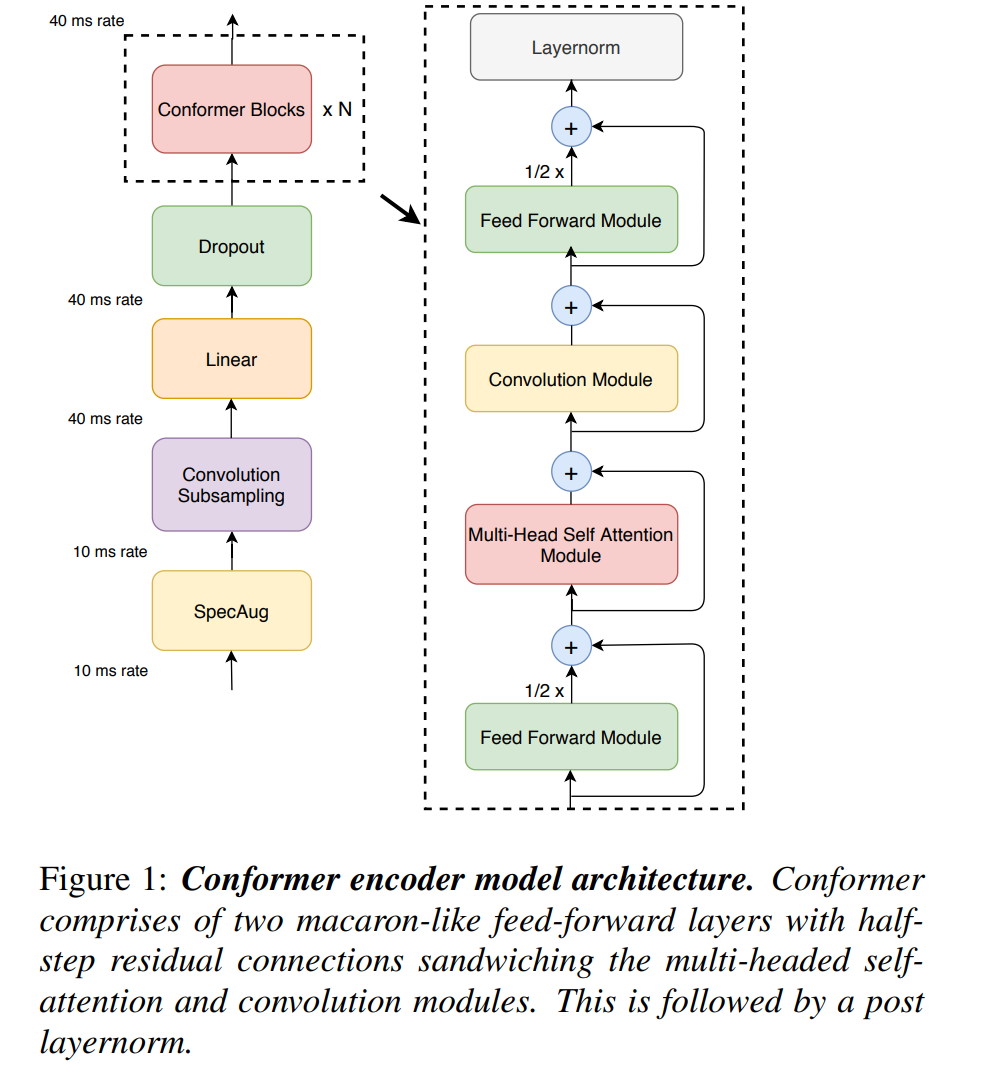 40 ms rate
Conformer Blocks
x N
Dropout
40 ms rate
Linear
40 ms rate
Convolution
Subsampling
10 ms rate
SpecAug
10 ms rate
Layernorm
+
1/2 x
Feed Forward Module
+
Convolution Module
+
Multi-Head Self Attention
Module
+
1/2 x
Feed Forward Module
Figure 1: Conformer encoder model architecture. Conformer
comprises of two macaron-like feed-forward layers with half-
step residual connections sandwiching the multi-headed self-
attention and convolution modules. This is followed by a post
layernorm.